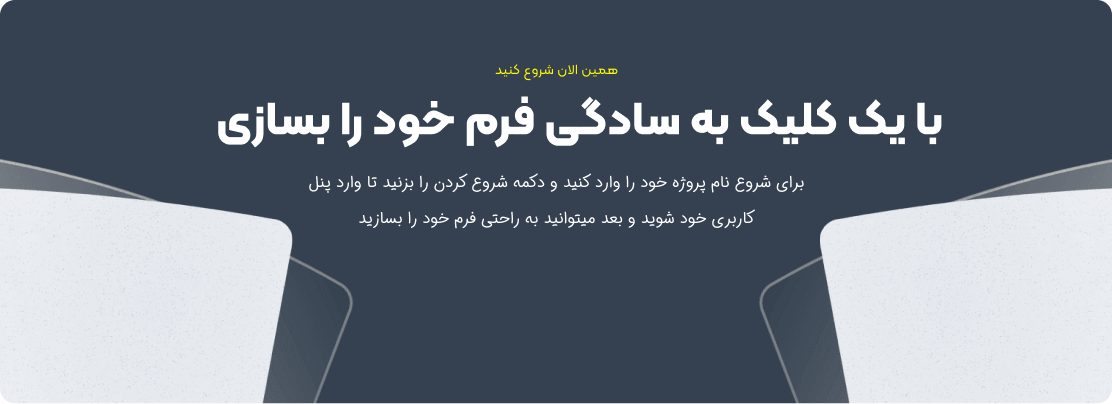 همین الان شروع کنید
با یک کلیک به سادگی فرم خود را بسازی
برای شروع نام پروژه خود را وارد کنید و دکمه شروع کردن را بزنید تا وارد پنل
کاربری خود شوید و بعد میتوانید به راحتی فرم خود را بسازید